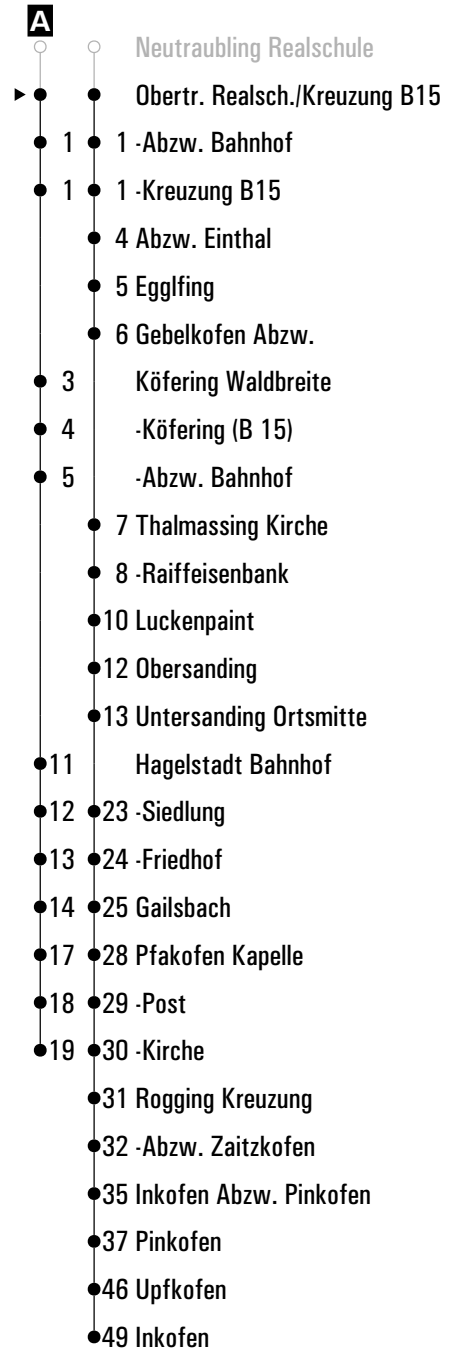 A
Neutraubling Realschule
Obertr. Realsch./Kreuzung B15
1 1 -Abzw. Bahnhof
1 1 -Kreuzung B15
4 Abzw. Einthal
5 Egglfing
6 Gebelkofen Abzw.
3 Köfering Waldbreite
4 -Köfering (B 15)
5 -Abzw. Bahnhof
7 Thalmassing Kirche
8 -Raiffeisenbank
10 Luckenpaint
12 Obersanding
13 Untersanding Ortsmitte
11 Hagelstadt Bahnhof
12 23 -Siedlung
13 24 -Friedhof
14 25 Gailsbach
17 28 Pfakofen Kapelle
18 29 -Post
19 30 -Kirche
31 Rogging Kreuzung
32 -Abzw. Zaitzkofen
35 Inkofen Abzw. Pinkofen
37 Pinkofen
46 Upfkofen
49 Inkofen